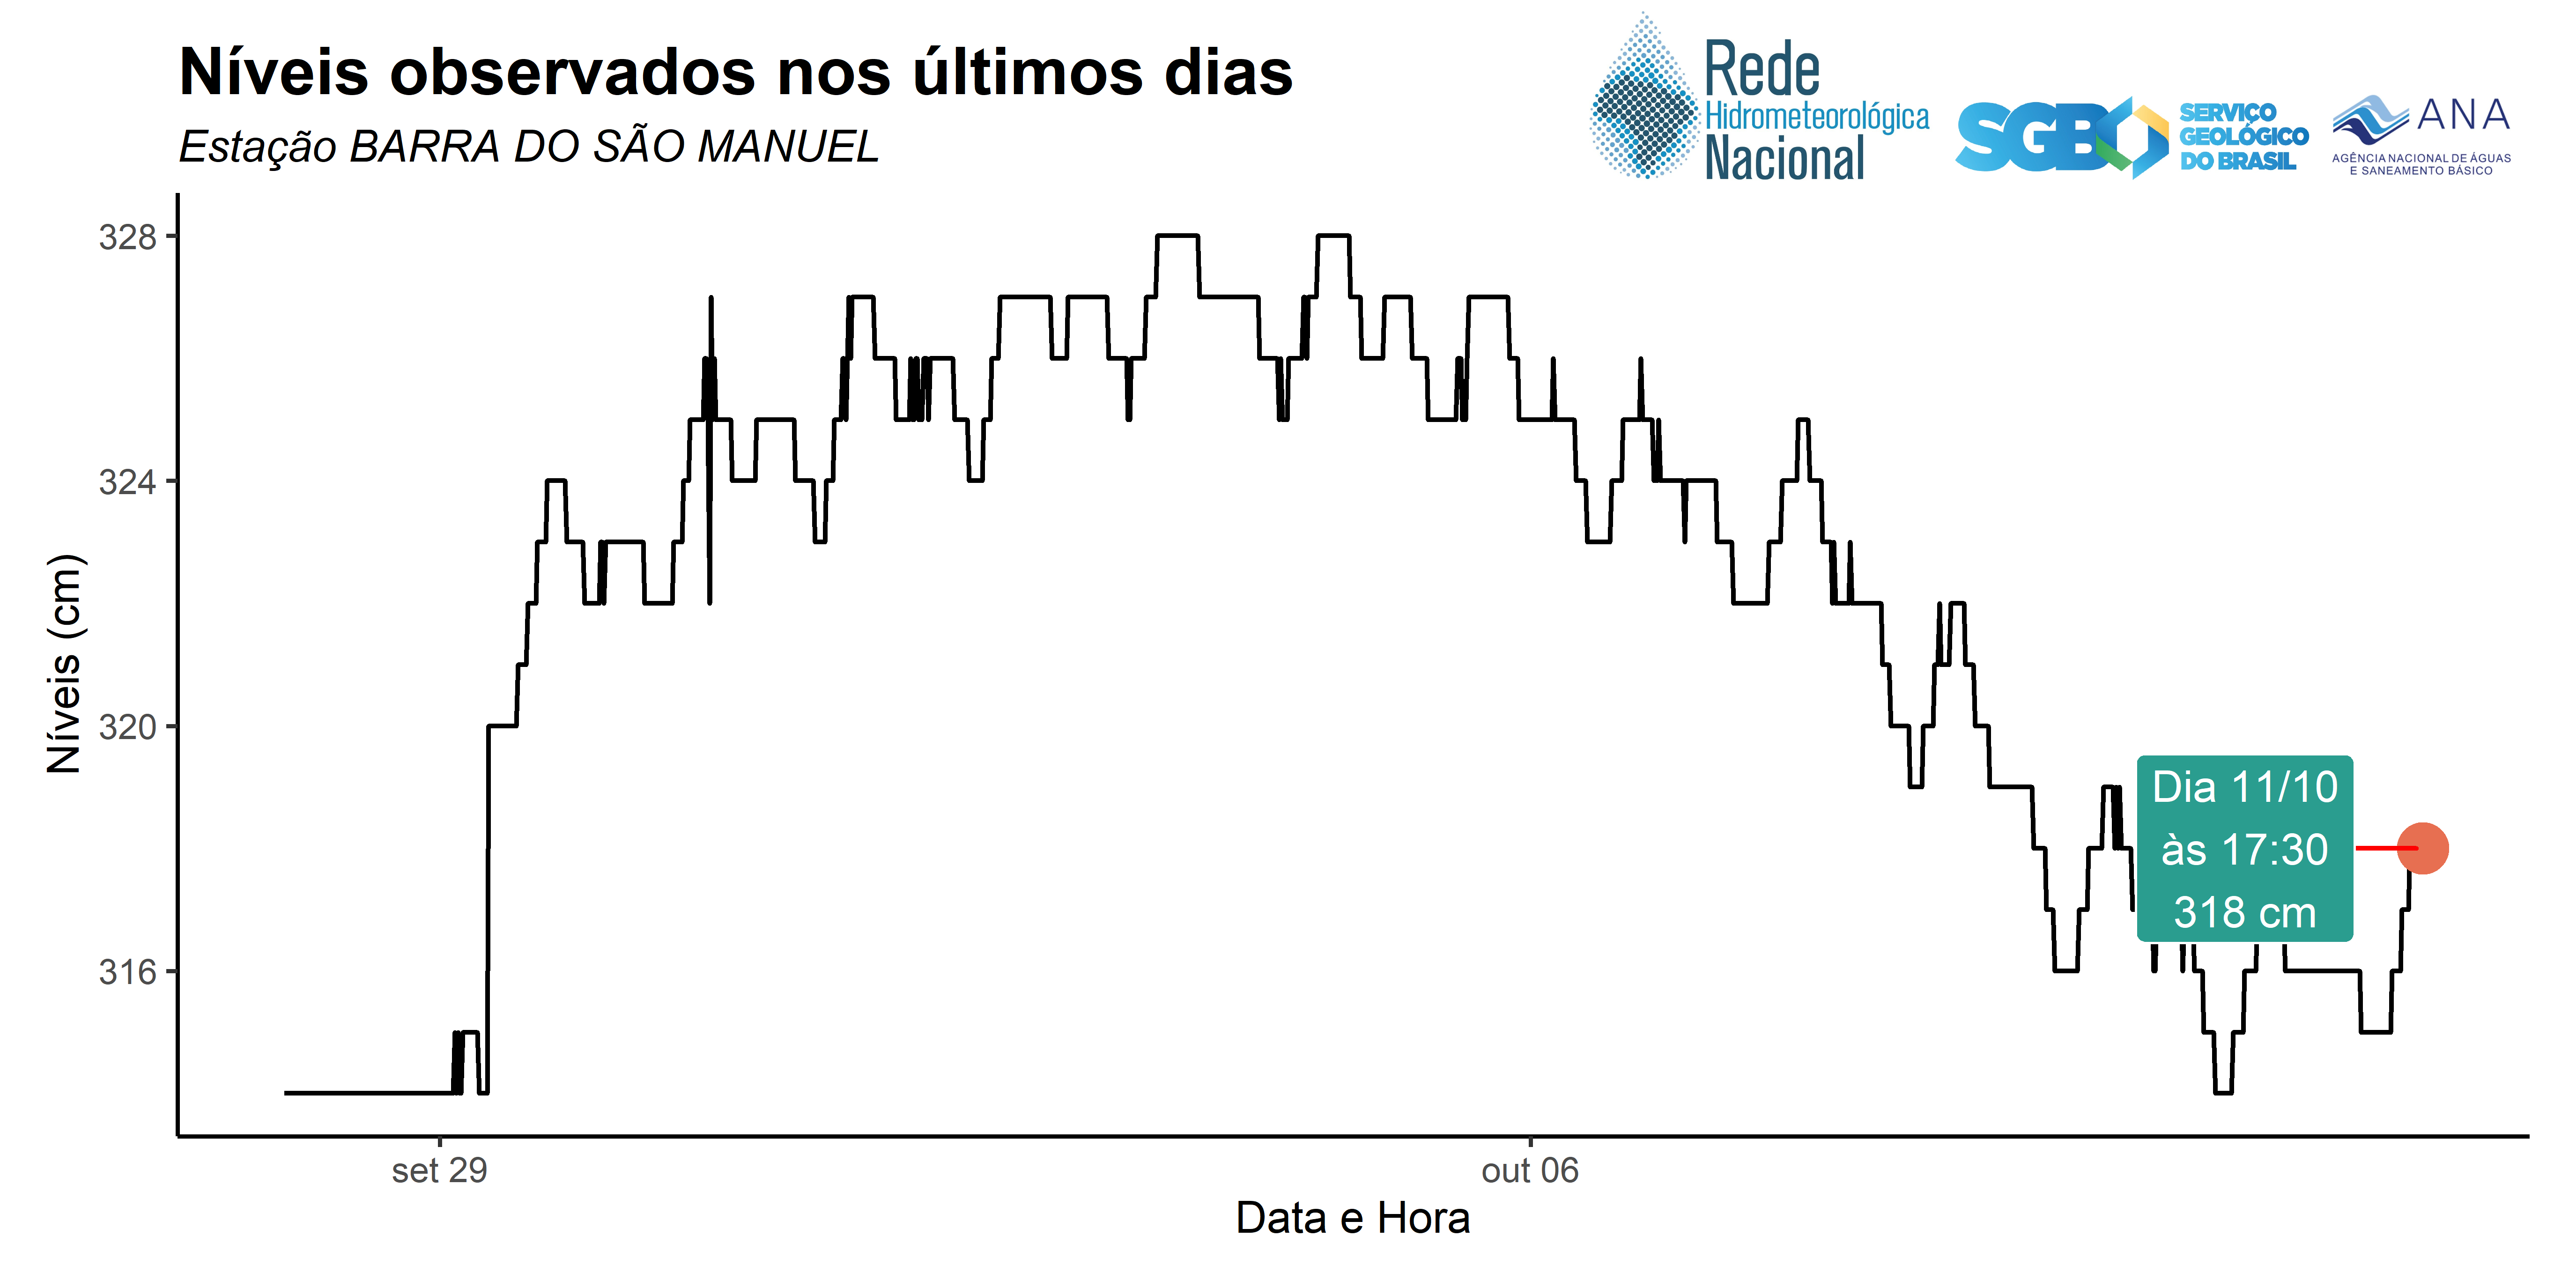 Níveis observados nos últimos dias
Estação BARRA DO SÃO MANUEL
Rede
Hidrometeorológica
Nacional
SGB
SERVIÇO
GEOLÓGICO
DO BRASIL
ANA
AGÊNCIA NACIONAL DE ÁGUAS
E SANEAMENTO BÁSICO
Níveis (cm)
328
324
320
316
Dia 11/10
às 17:30
318 cm
set 29
out 06
Data e Hora